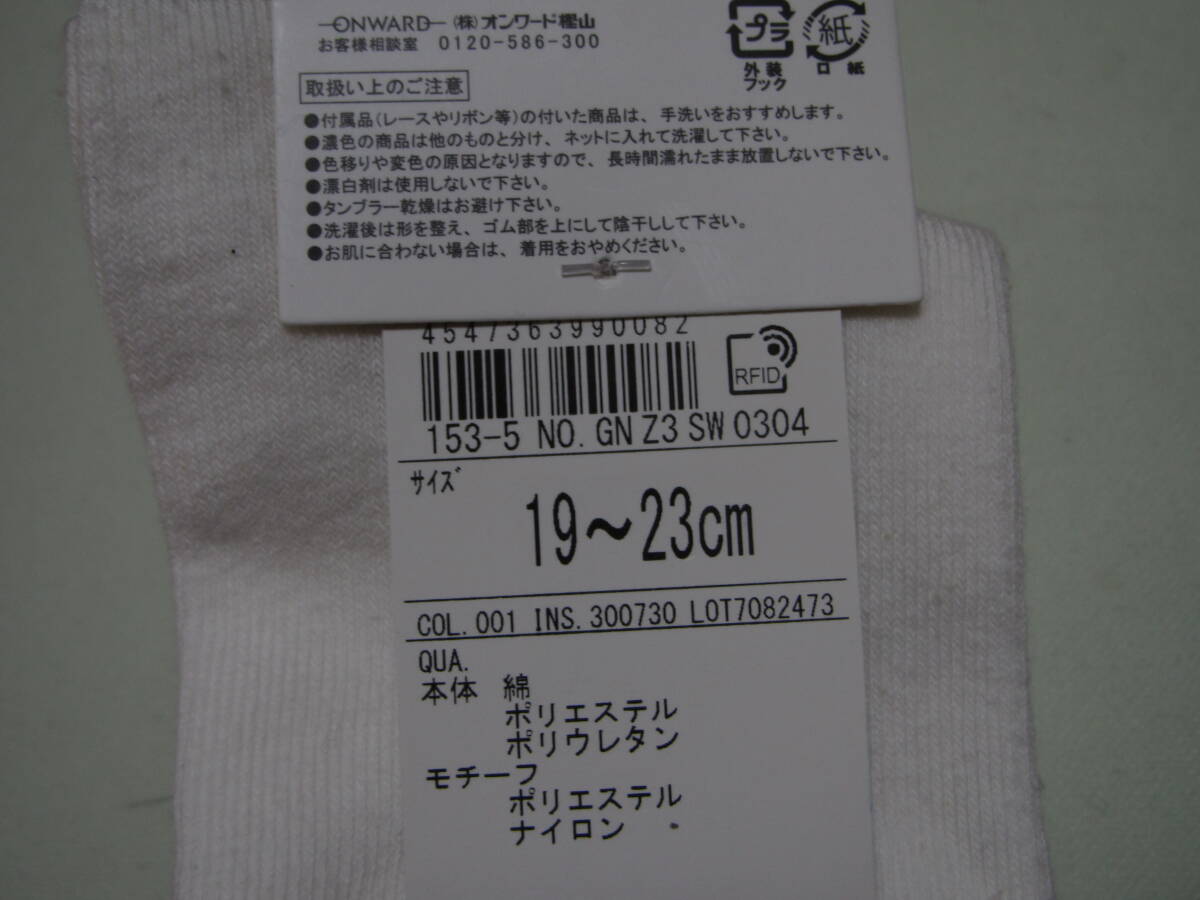 ONWARD (株)オンワード樫山
お客様相談室 0120-586-300
プラ
外装
フック
紙
口紙
取扱い上のご注意
●付属品(レースやリボン等)の付いた商品は、手洗いをおすすめします。
●濃色の商品は他のものと分け、ネットに入れて洗濯して下さい。
●色移りや変色の原因となりますので、長時間濡れたまま放置しないで下さい。
●漂白剤は使用しないで下さい。
●タンブラー乾燥はお避け下さい。
●洗濯後は形を整え、ゴム部を上にして陰干しして下さい。
●お肌に合わない場合は、着用をおやめください。
4547363990082
RFID
153-5 NO. GN Z3 SW 0304
サイズ
19～23cm
COL. 001 INS. 300730 LOT7082473
QUA.
本体 綿
ポリエステル
ポリウレタン
モチーフ
ポリエステル
ナイロン